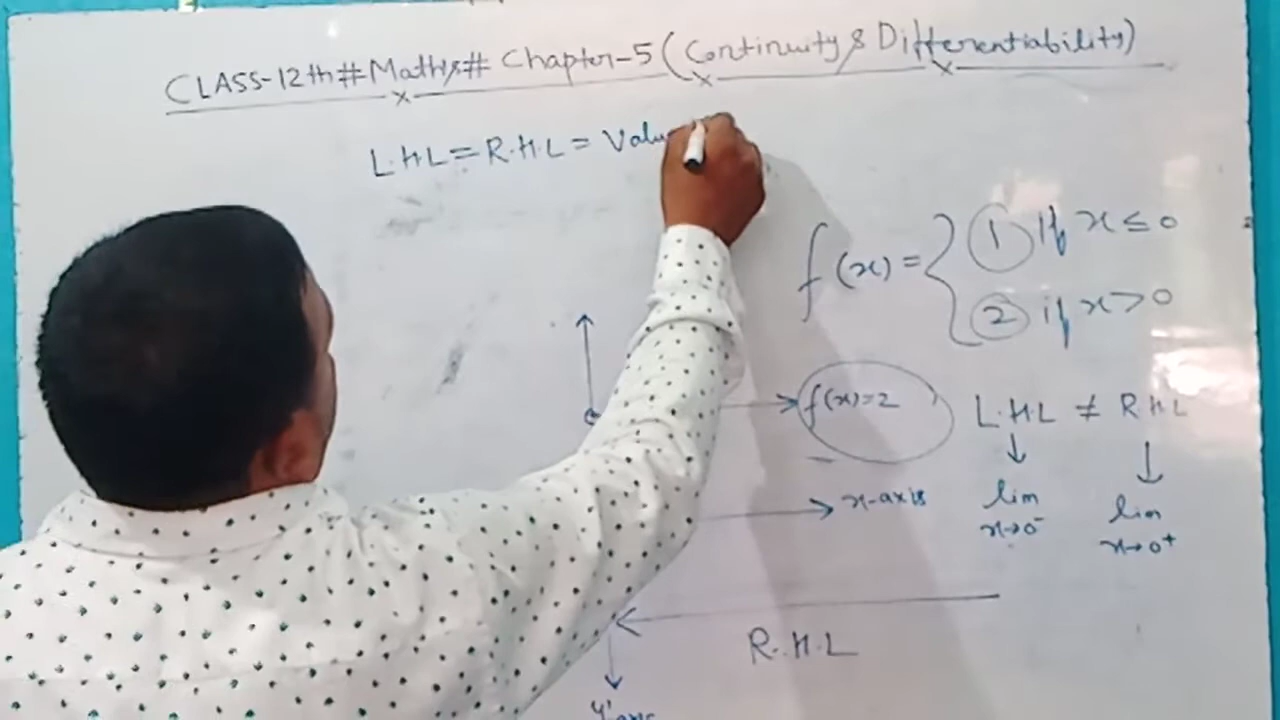 CLASS-12th # Maths # Chapter-5 (Continuity & Differentiability)
L.H.L = R.H.L = Valu
f(x) = { 1 if x ≤ 0
2 if x > 0
f(x)=2
L.H.L ≠ R.H.L
↓ ↓
lim x→0⁻ lim x→0⁺
x-axis
R.H.L
y' axis